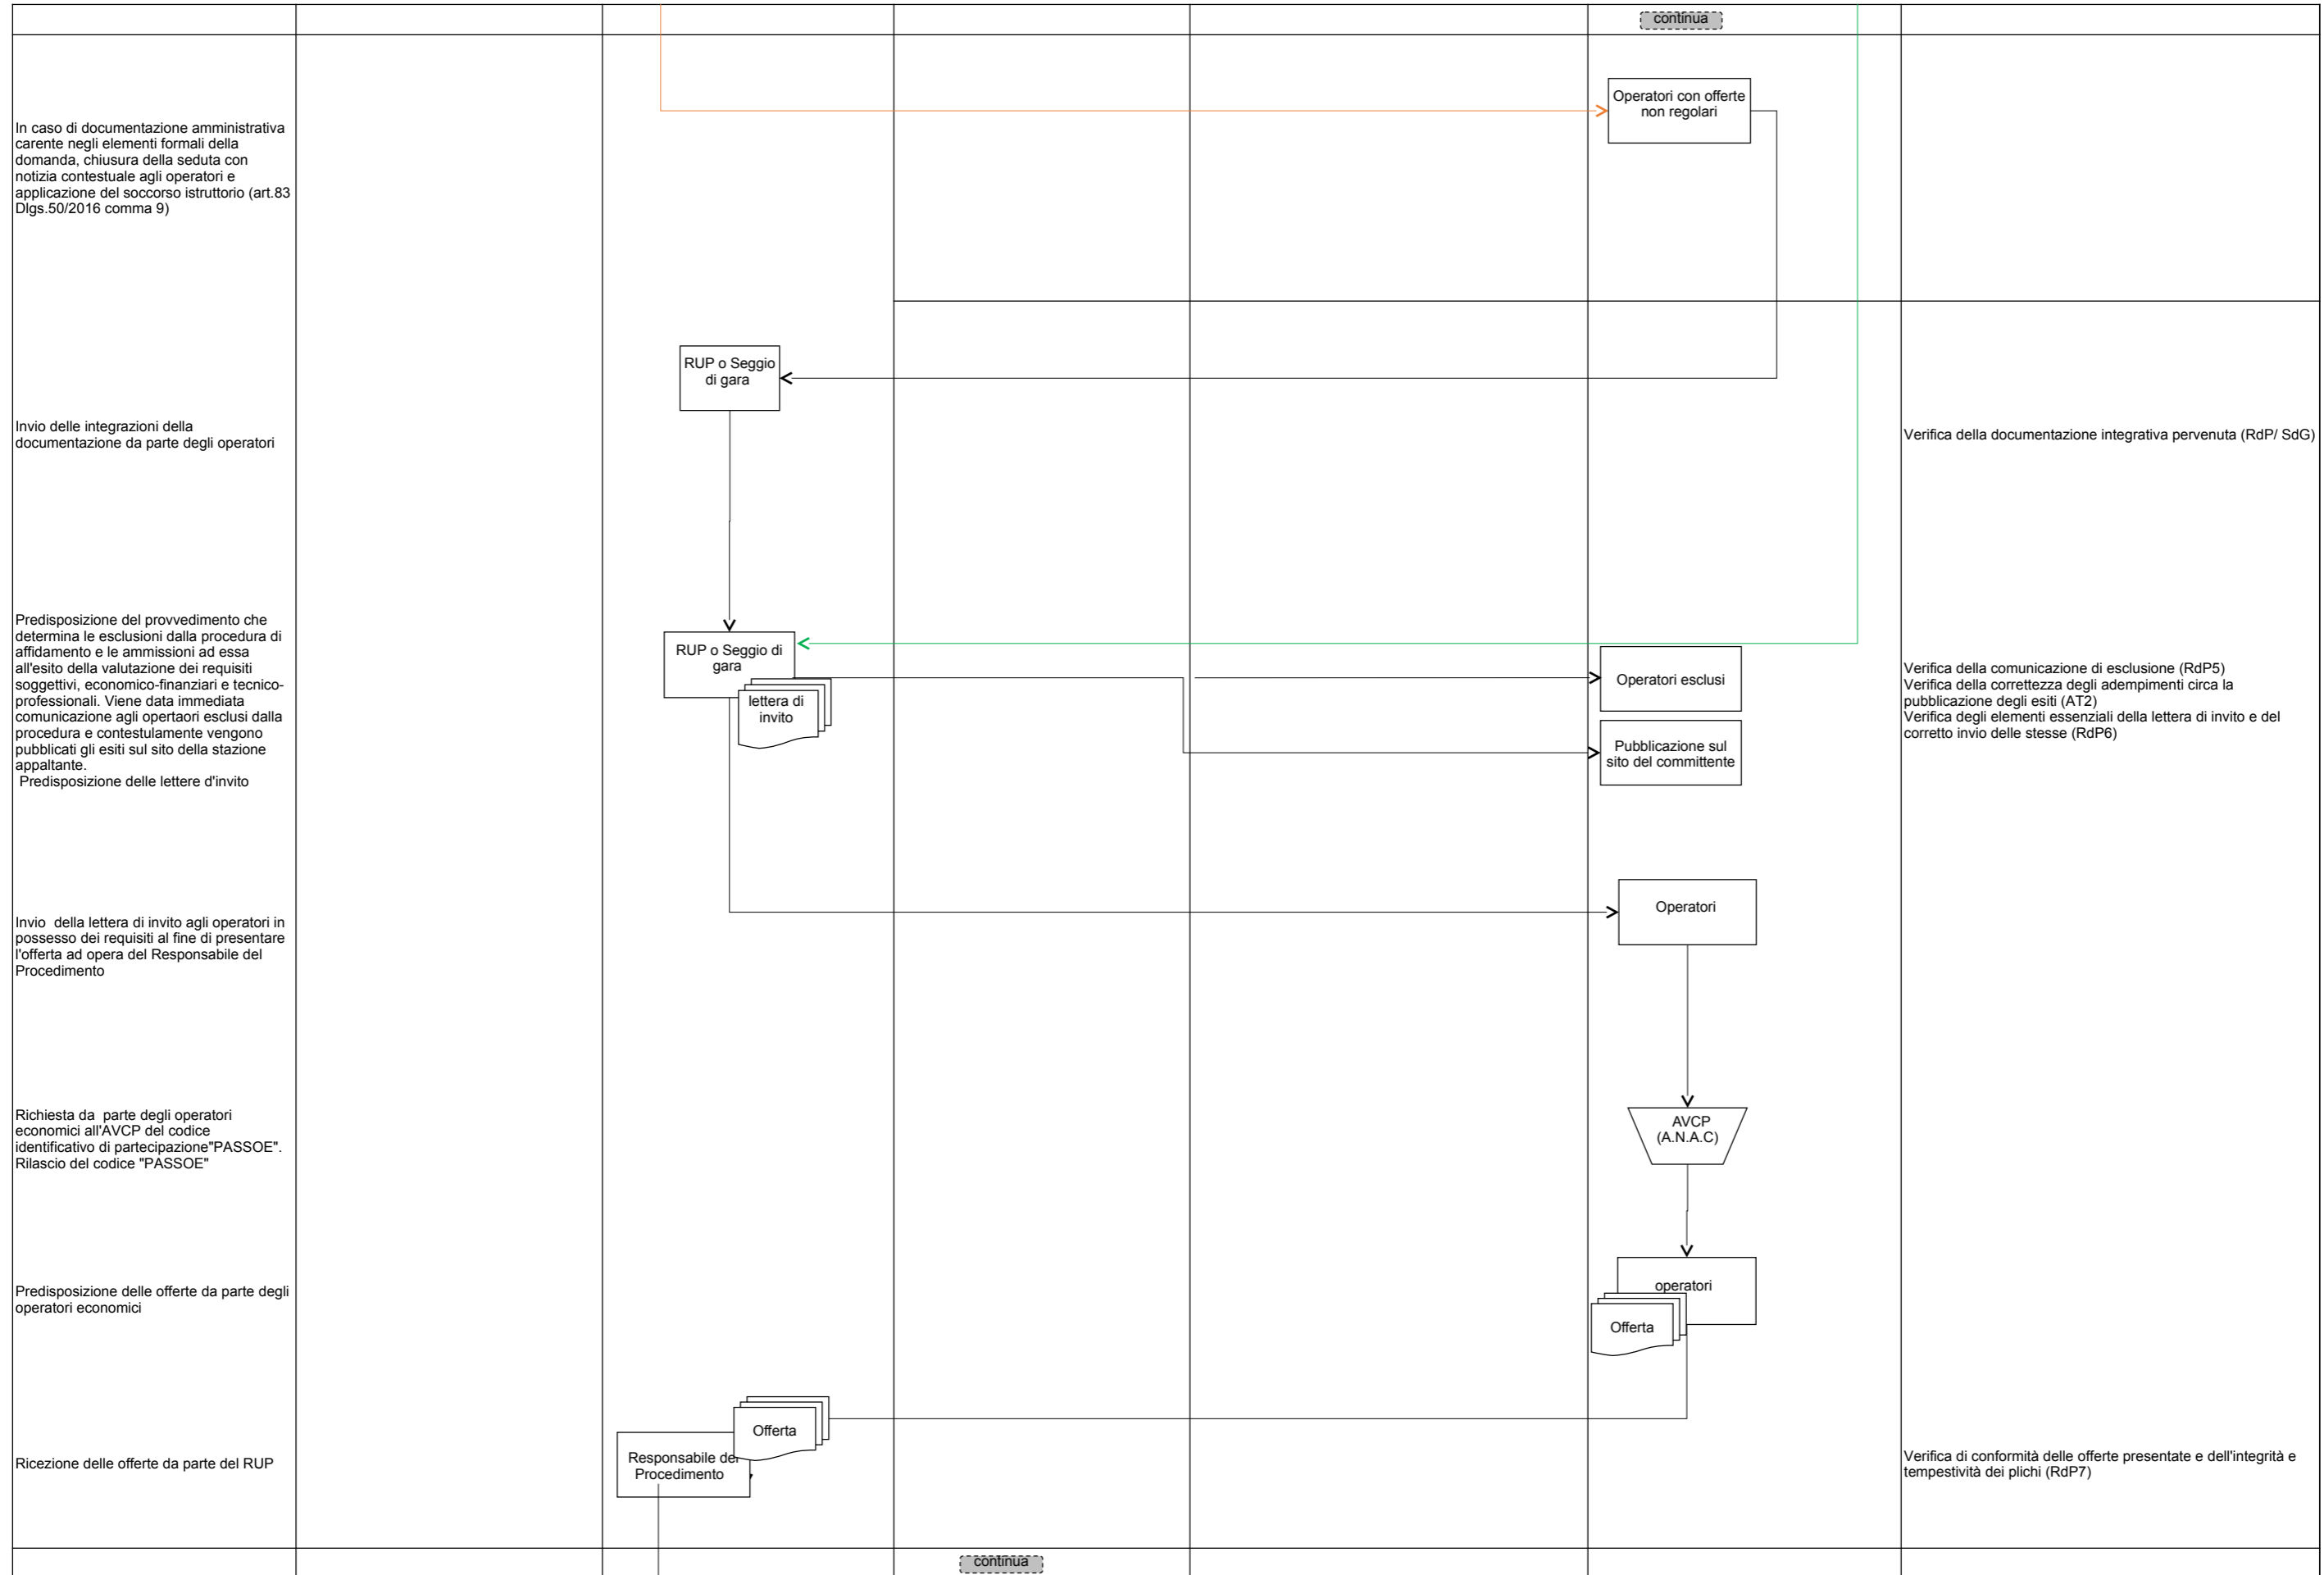 continua
Operatori con offerte
non regolari
In caso di documentazione amministrativa
carente negli elementi formali della
domanda, chiusura della seduta con
notizia contestuale agli operatori e
applicazione del soccorso istruttorio (art.83
Dlgs.50/2016 comma 9)
RUP o Seggio
di gara
Invio delle integrazioni della
documentazione da parte degli operatori
Verifica della documentazione integrativa pervenuta (RdP/ SdG)
Predisposizione del provvedimento che
determina le esclusioni dalla procedura di
affidamento e le ammissioni ad essa
all'esito della valutazione dei requisiti
soggettivi, economico-finanziari e tecnico-
professionali. Viene data immediata
comunicazione agli opertaori esclusi dalla
procedura e contestulamente vengono
pubblicati gli esiti sul sito della stazione
appaltante.
Predisposizione delle lettere d'invito
RUP o Seggio di
gara
lettera di
invito
Operatori esclusi
Pubblicazione sul
sito del committente
Verifica della comunicazione di esclusione (RdP5)
Verifica della correttezza degli adempimenti circa la
pubblicazione degli esiti (AT2)
Verifica degli elementi essenziali della lettera di invito e del
corretto invio delle stesse (RdP6)
Invio  della lettera di invito agli operatori in
possesso dei requisiti al fine di presentare
l'offerta ad opera del Responsabile del
Procedimento
Operatori
Richiesta da  parte degli operatori
economici all'AVCP del codice
identificativo di partecipazione"PASSOE".
Rilascio del codice "PASSOE"
AVCP
(A.N.A.C)
Predisposizione delle offerte da parte degli
operatori economici
operatori
Offerta
Ricezione delle offerte da parte del RUP
Offerta
Responsabile del
Procedimento
Verifica di conformità delle offerte presentate e dell'integrità e
tempestività dei plichi (RdP7)
continua